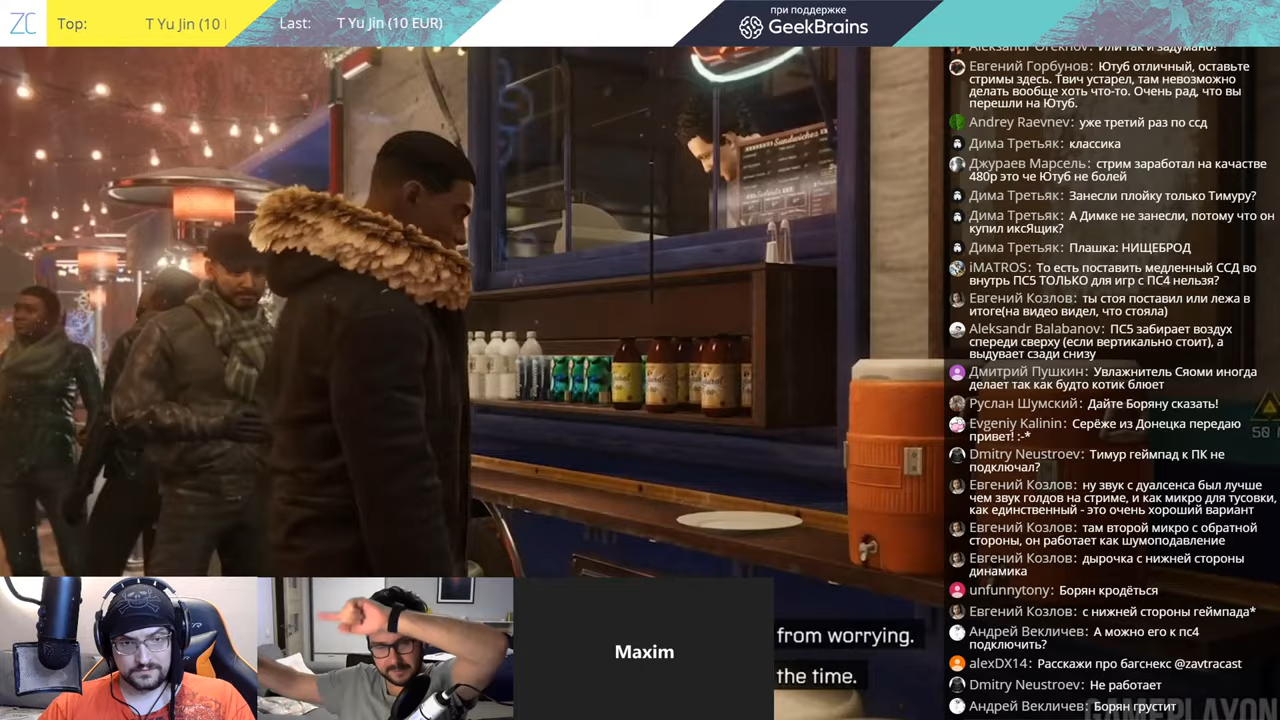 ZC Top: T Yu Jin (10 Last: T Yu Jin (10 EUR)
при поддержке
GeekBrains
Aleksandr Orekhov: Или так и задумано!
Евгений Горбунов: Ютуб отличный, оставьте
стримы здесь. Твич устарел, там невозможно
делать вообще хоть что-то. Очень рад, что вы
перешли на Ютуб.
Andrey Raevnev: уже третий раз по ссд
Дима Третьяк: классика
Джураев Марсель: стрим заработал на качастве
480p это че Ютуб не болей
Дима Третьяк: Занесли плойку только Тимуру?
Дима Третьяк: А Димке не занесли, потому что он
купил иксЯщик?
Дима Третьяк: Плашка: НИЩЕБРОД
iMATROS: То есть поставить медленный ССД во
внутрь ПС5 ТОЛЬКО для игр с ПС4 нельзя?
Евгений Козлов: ты стоя поставил или лежа в
итоге(на видео видел, что стояла)
Aleksandr Balabanov: ПС5 забирает воздух
спереди сверху (если вертикально стоит), а
выдувает сзади снизу
Дмитрий Пушкин: Увлажнитель Сяоми иногда
делает так как будто котик блюет
Руслан Шумский: Дайте Боряну сказать!
Evgeniy Kalinin: Серёже из Донецка передаю
привет! :-*
Dmitry Neustroev: Тимур геймпад к ПК не
подключал?
Евгений Козлов: ну звук с дуалсенса был лучше
чем звук голдов на стриме, и как микро для тусовки,
как единственный - это очень хороший вариант
Евгений Козлов: там второй микро с обратной
стороны, он работает как шумоподавление
Евгений Козлов: дырочка с нижней стороны
динамика
unfunnytony: Борян кродёться
Евгений Козлов: с нижней стороны геймпада*
Андрей Векличев: А можно его к пс4
подключить?
alexDX14: Расскажи про багснекс @zavtracast
Dmitry Neustroev: Не работает
Андрей Векличев: Борян грустит
Sandwiches
50
Maxim
from worrying.
the time.
GAMEPLAYON